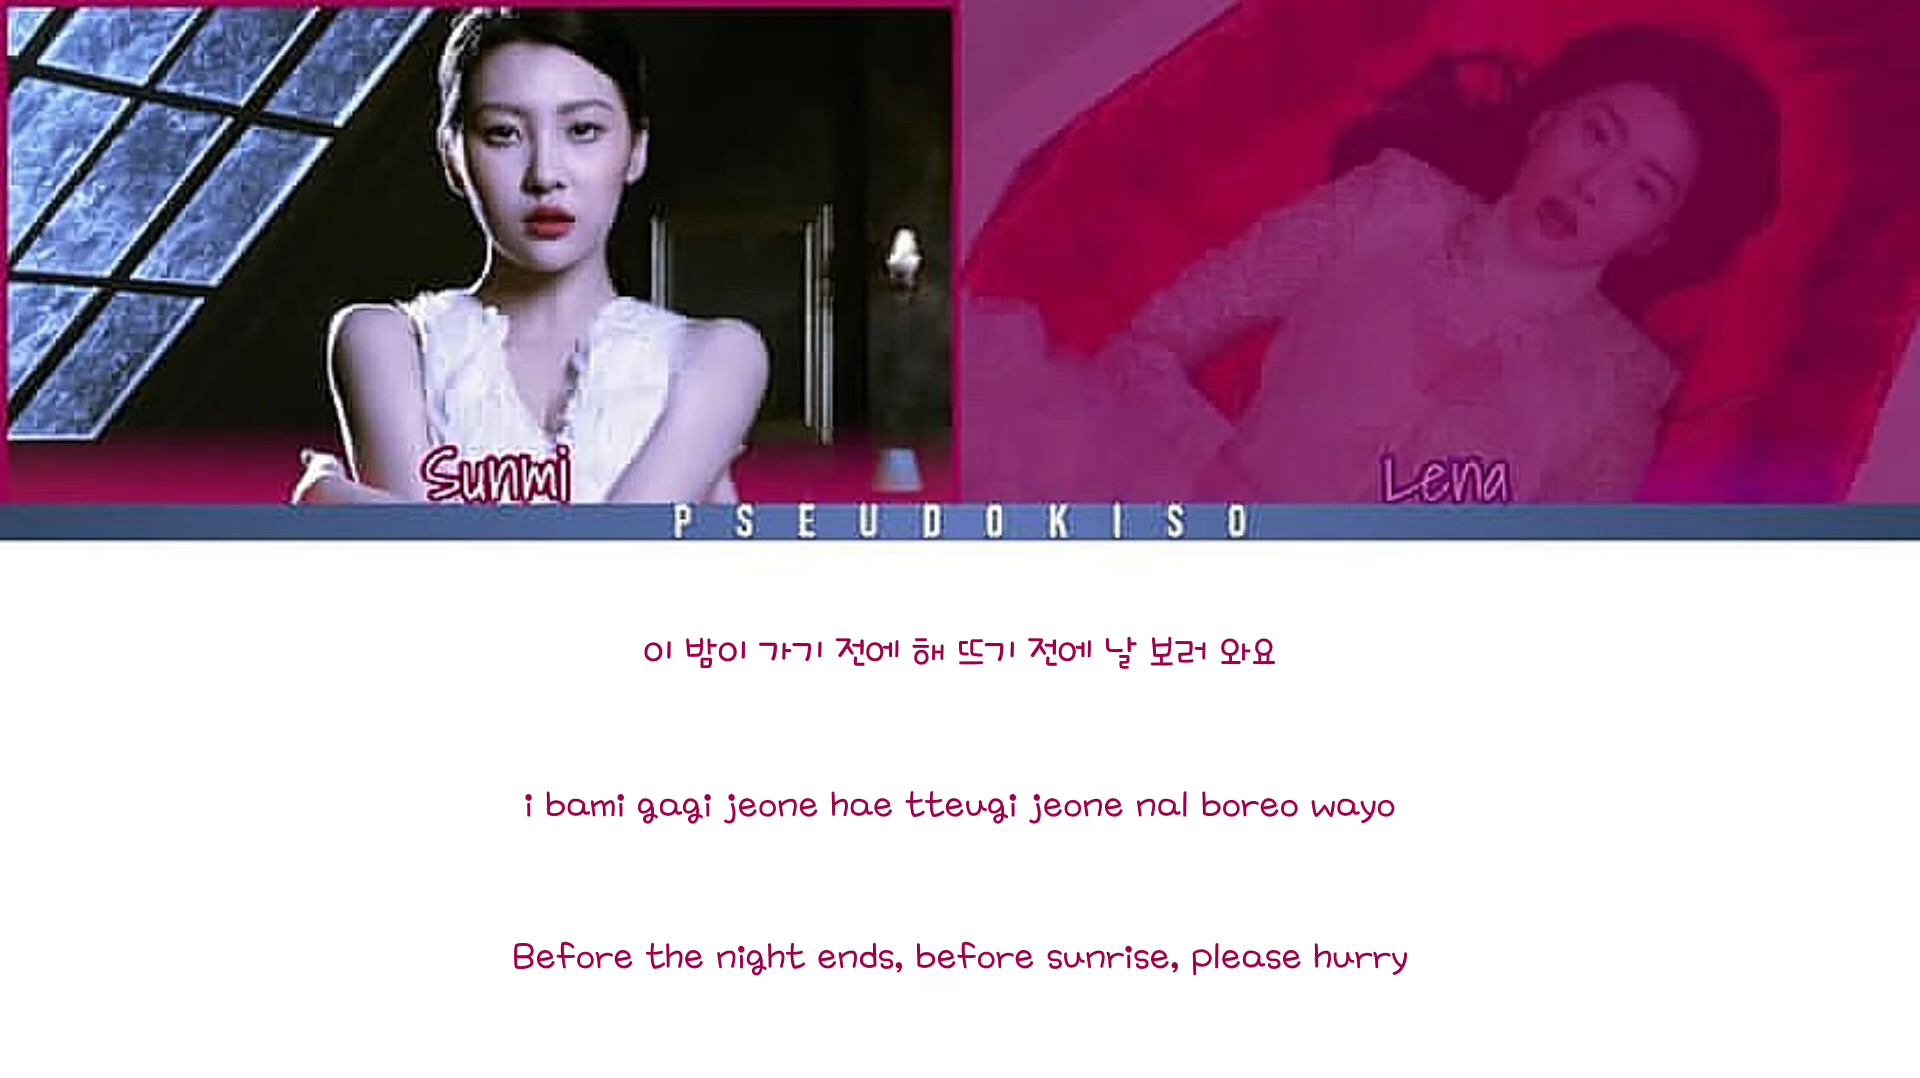 Sunmi
Lena
PSEUDOKISO
이 밤이 가기 전에 해 뜨기 전에 날 보러 와요
i bami gagi jeone hae tteugi jeone nal boreo wayo
Before the night ends, before sunrise, please hurry